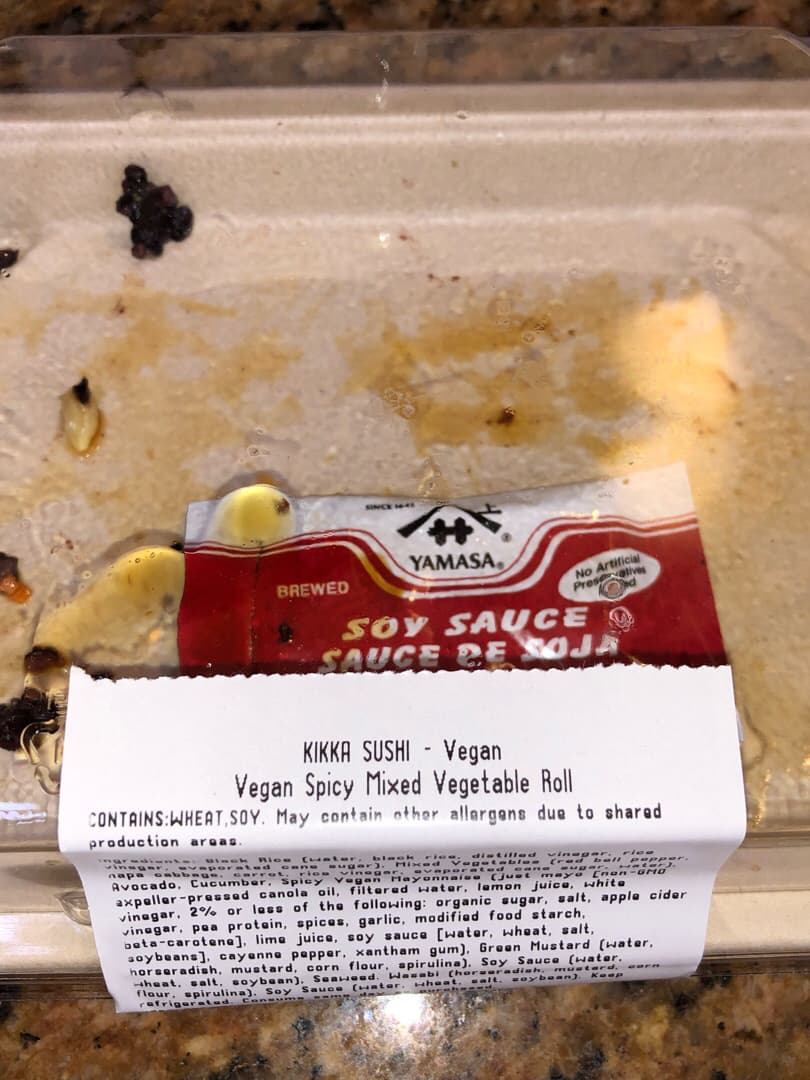 SINCE 1645
YAMASA®
No Artificial
Preservatives
BREWED
SOY SAUCE
SAUCE DE SOJA
KIKKA SUSHI - Vegan
Vegan Spicy Mixed Vegetable Roll
CONTAINS:WHEAT,SOY. May contain other allergens due to shared
production areas.
Ingredients: Black Rice (water, black rice, distilled vinegar, rice
vinegar, evaporated cane sugar). Mixed Vegetables (red bell pepper,
napa cabbage, carrot, rice vinegar, evaporated cane sugar, water).
Avocado, Cucumber, Spicy Vegan Mayonnaise (Just mayo [non-GMO
expeller-pressed canola oil, filtered water, lemon juice, white
vinegar, 2% or less of the following: organic sugar, salt, apple cider
vinegar, pea protein, spices, garlic, modified food starch,
beta-carotene], lime juice, soy sauce [water, wheat, salt,
soybeans], cayenne pepper, xantham gum), Green Mustard (water,
horseradish, mustard, corn flour, spirulina), Soy Sauce (water,
wheat, salt, soybean), Seaweed. Wasabi (horseradish, mustard, corn
flour, spirulina). Soy Sauce (water, wheat, salt, soybean). Keep
refrigerated. Consume same day